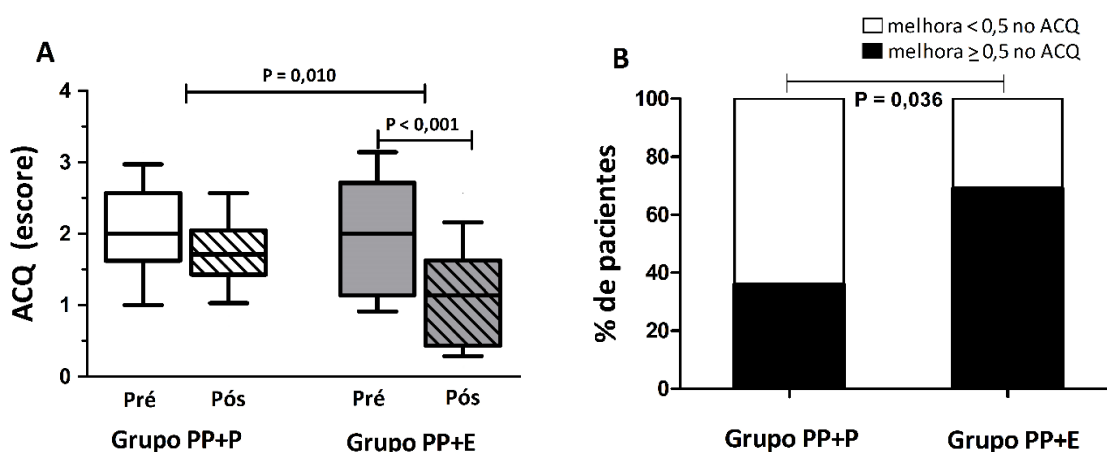 A
P = 0,010
P < 0,001
4
3
2
1
0
ACQ (escore)
Pré
Pós
Pré
Pós
Grupo PP+P
Grupo PP+E
melhora < 0,5 no ACQ
melhora ≥ 0,5 no ACQ
B
P = 0,036
100
80
60
40
20
0
% de pacientes
Grupo PP+P
Grupo PP+E